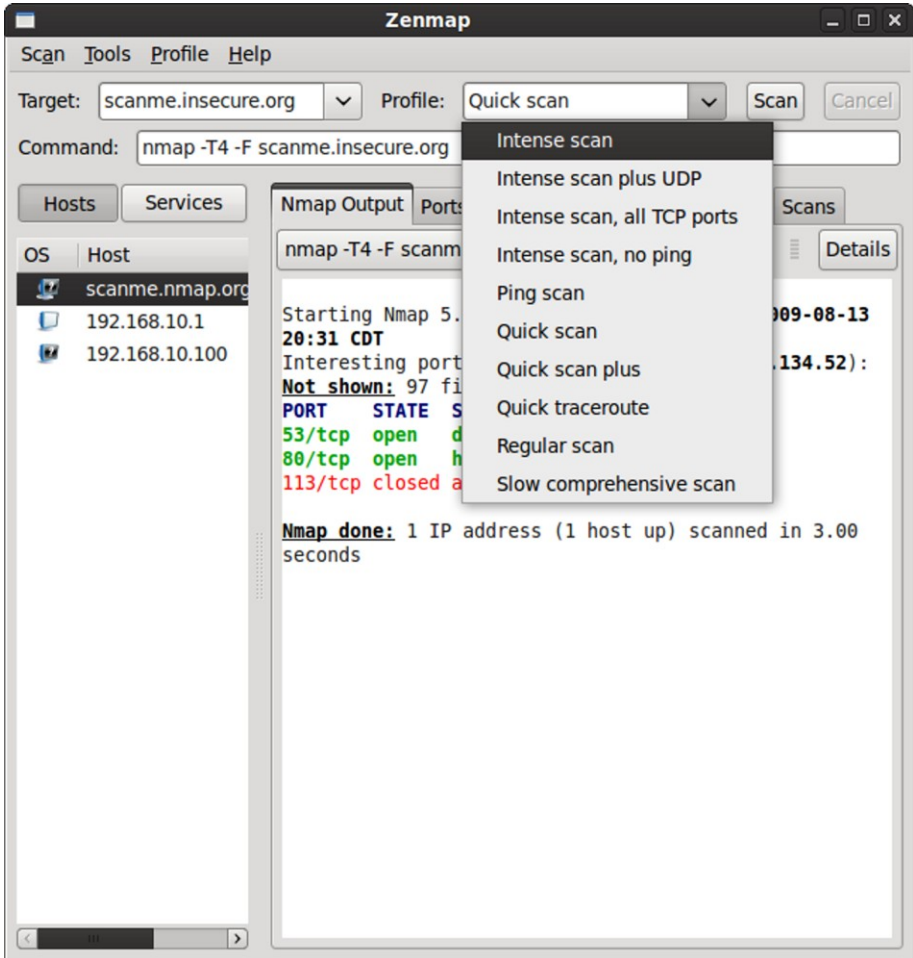 Zenmap
Scan Tools Profile Help
Target: scanme.insecure.org Profile: Quick scan Scan Cancel
Command: nmap -T4 -F scanme.insecure.org
Intense scan
Intense scan plus UDP
Intense scan, all TCP ports
Intense scan, no ping
Ping scan
Quick scan
Quick scan plus
Quick traceroute
Regular scan
Slow comprehensive scan
Hosts Services
OS Host
scanme.nmap.org
192.168.10.1
192.168.10.100
Nmap Output Ports Scans
nmap -T4 -F scanm Details
Starting Nmap 5. 009-08-13
20:31 CDT
Interesting port .134.52):
Not shown: 97 fi
PORT STATE S
53/tcp open d
80/tcp open h
113/tcp closed a
Nmap done: 1 IP address (1 host up) scanned in 3.00
seconds